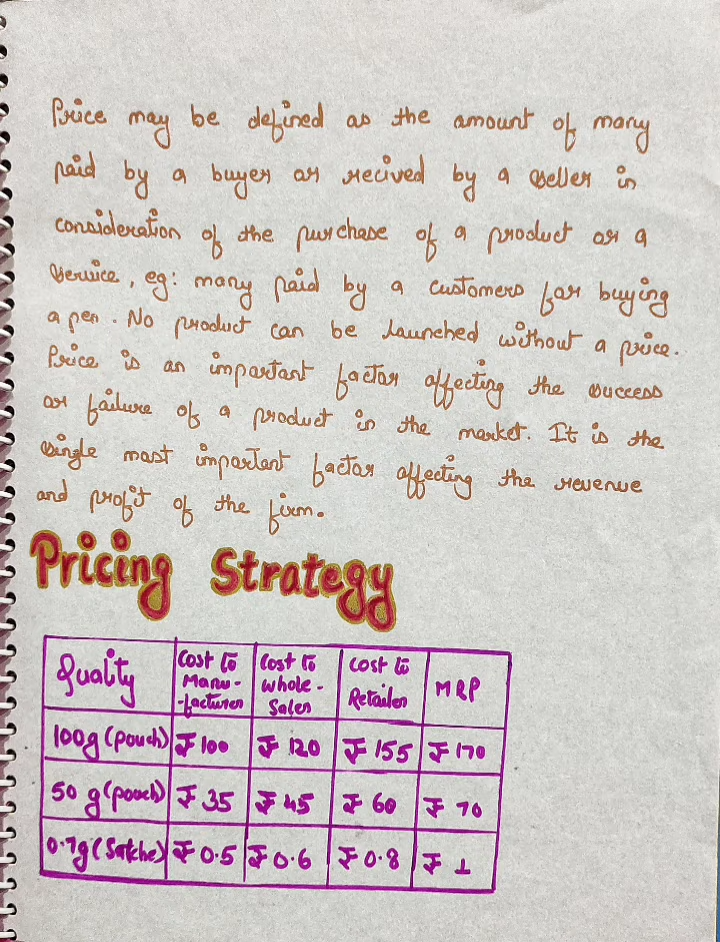 Price may be defined as the amount of many
paid by a buyer or recived by a seller in
consideration of the purchase of a product or a
service, eg: many paid by a customers for buying
a pen. No product can be launched without a price.
Price is an important factor affecting the success
or failure of a product in the market. It is the
single most important factor affecting the revenue
and profit of the firm.
Pricing Strategy
Quality Cost to Manu- -facturer Cost to whole- Saler Cost to Retailer MRP
100g (pouch) ₹ 100 ₹ 120 ₹ 155 ₹ 170
50 g (pouch) ₹ 35 ₹ 45 ₹ 60 ₹ 70
0.7g (Satche) ₹ 0.5 ₹ 0.6 ₹ 0.8 ₹ 1